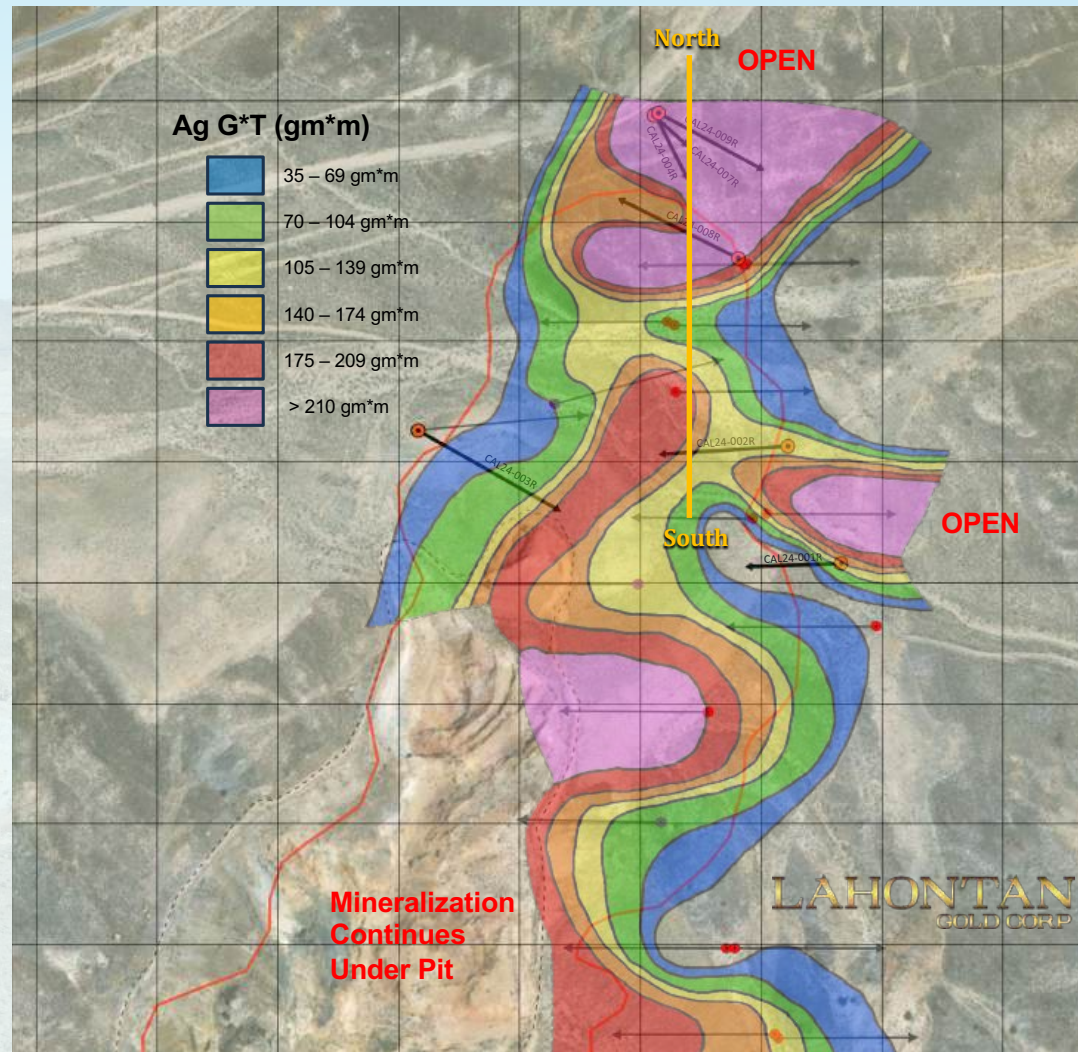 North
OPEN
Ag G*T (gm*m)
35 – 69 gm*m
70 – 104 gm*m
105 – 139 gm*m
140 – 174 gm*m
175 – 209 gm*m
> 210 gm*m
CAL24-009R
CAL24-004R
CAL24-007R
CAL24-008R
CAL24-002R
CAL24-003R
OPEN
South
CAL24-001R
LAHONTAN
GOLD CORP
Mineralization
Continues
Under Pit